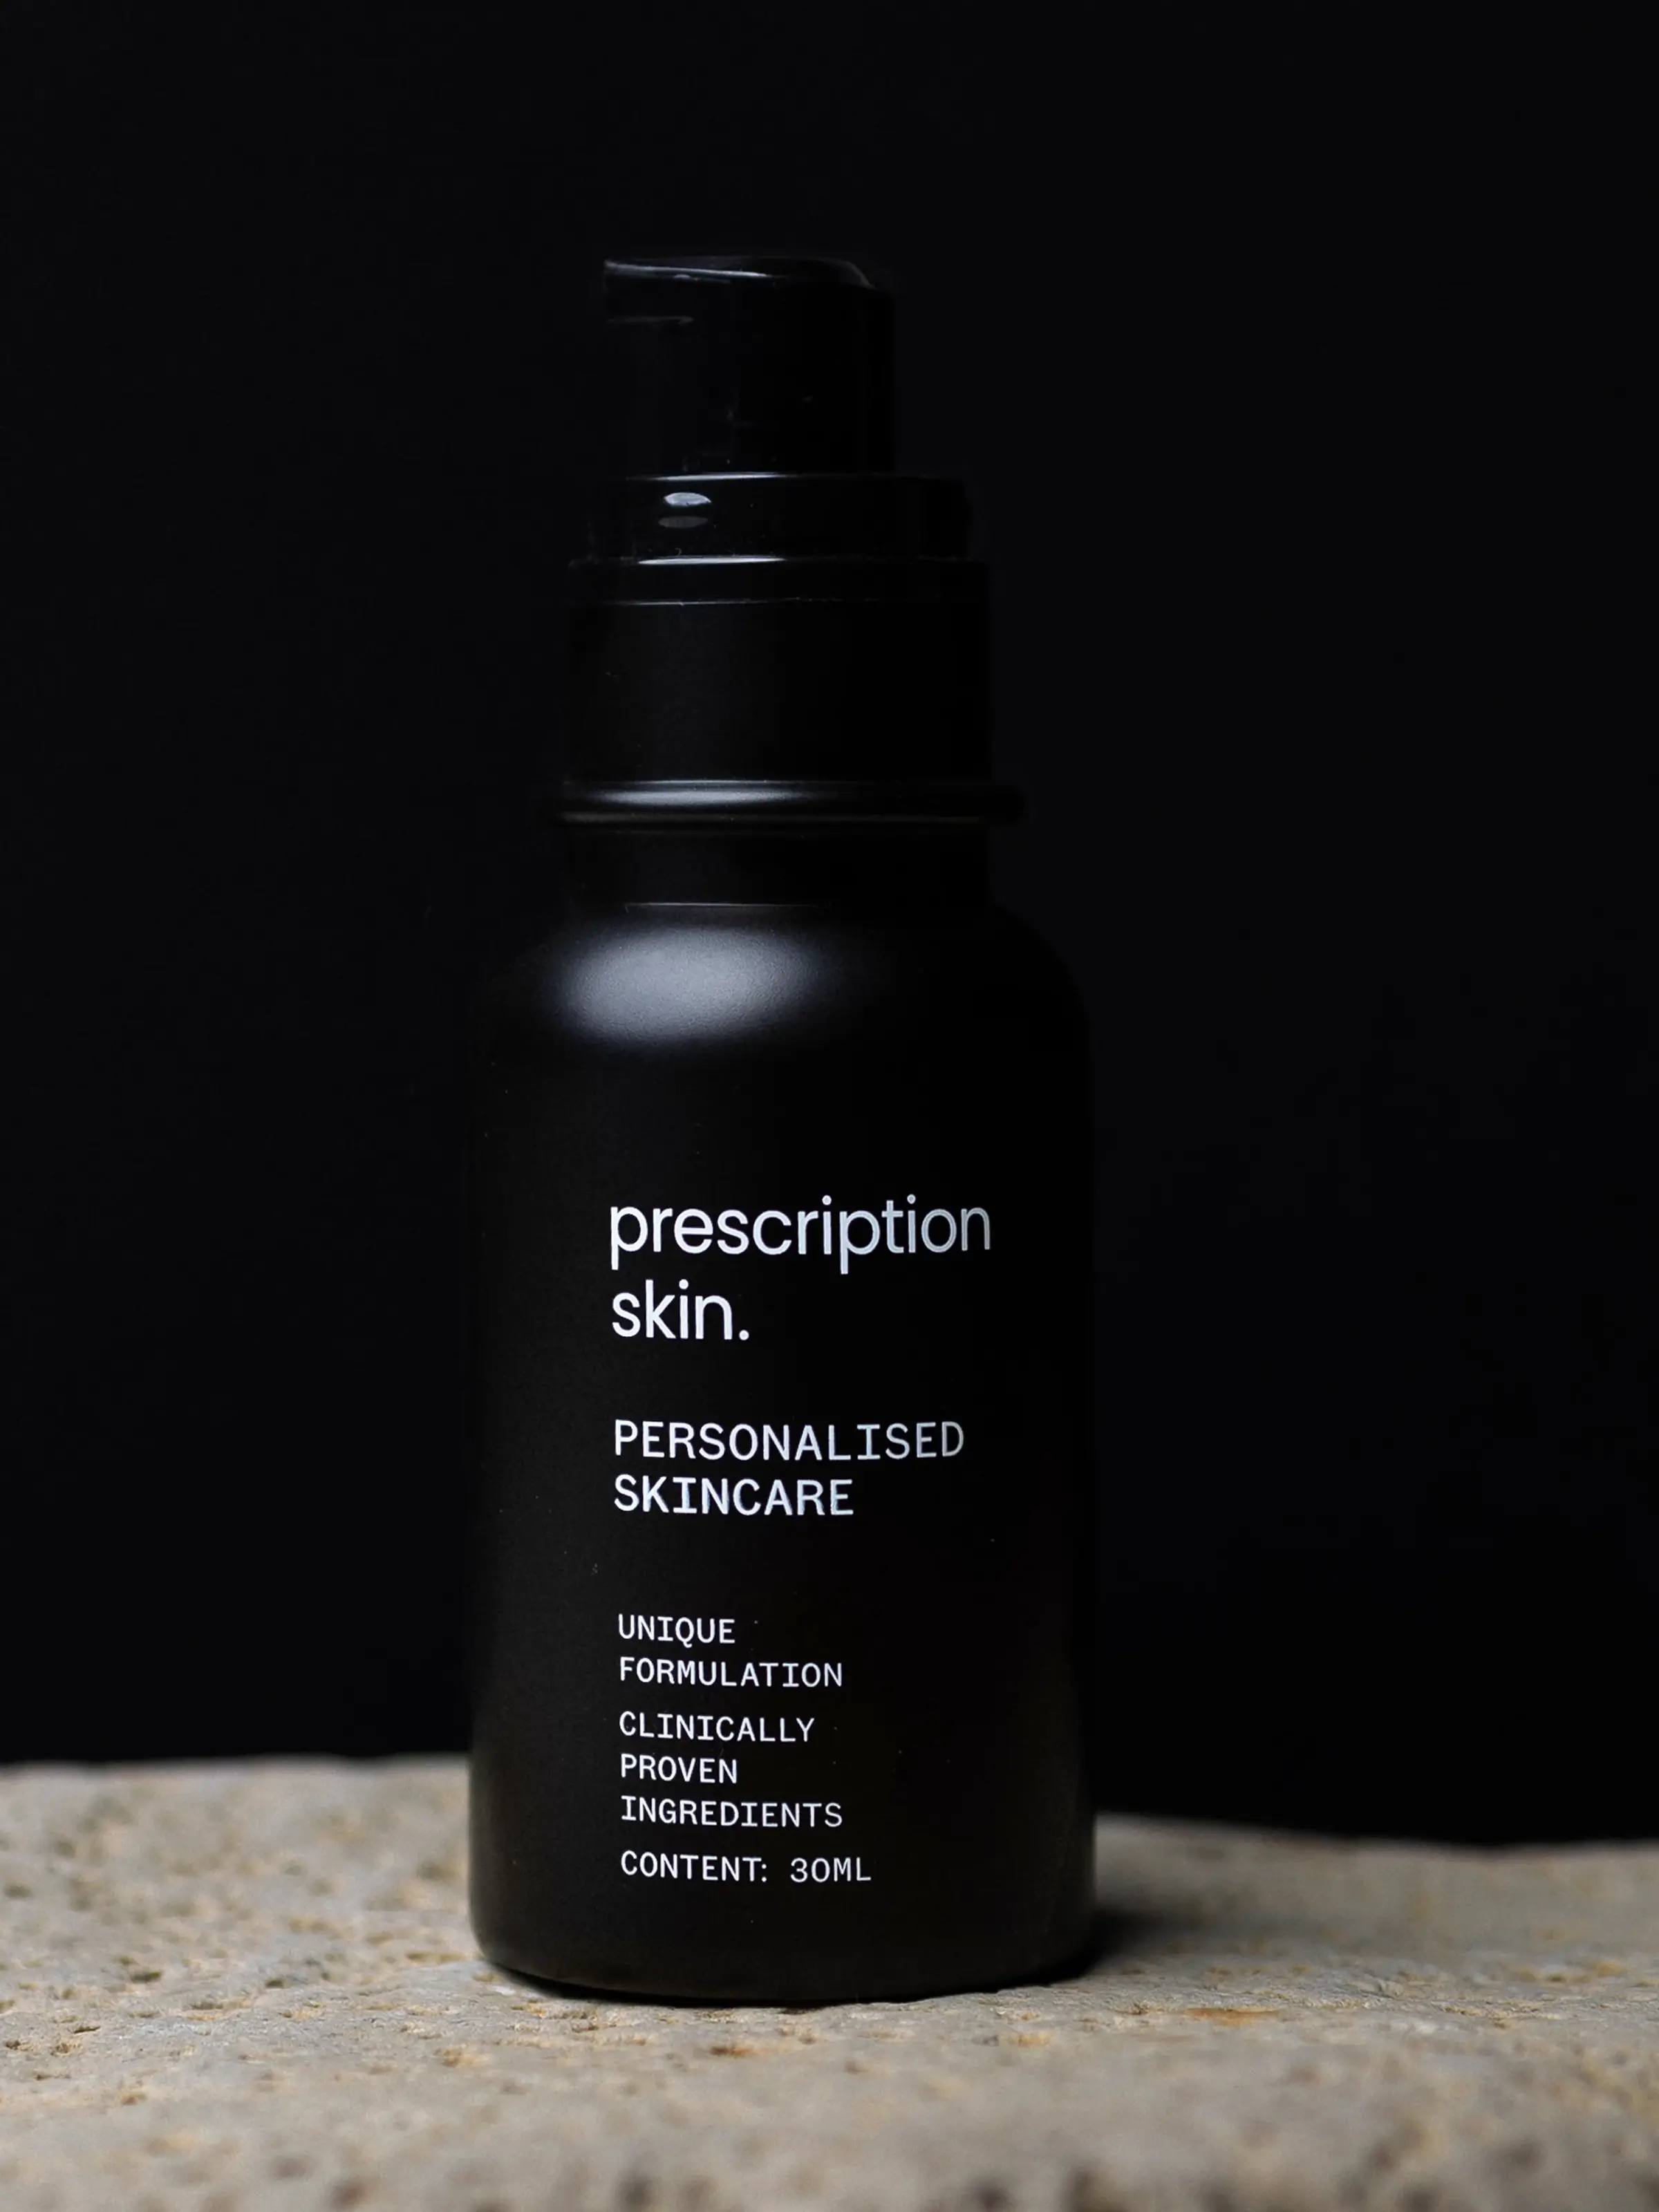 prescription
skin.
PERSONALISED
SKINCARE
UNIQUE
FORMULATION
CLINICALLY
PROVEN
INGREDIENTS
CONTENT: 30ML